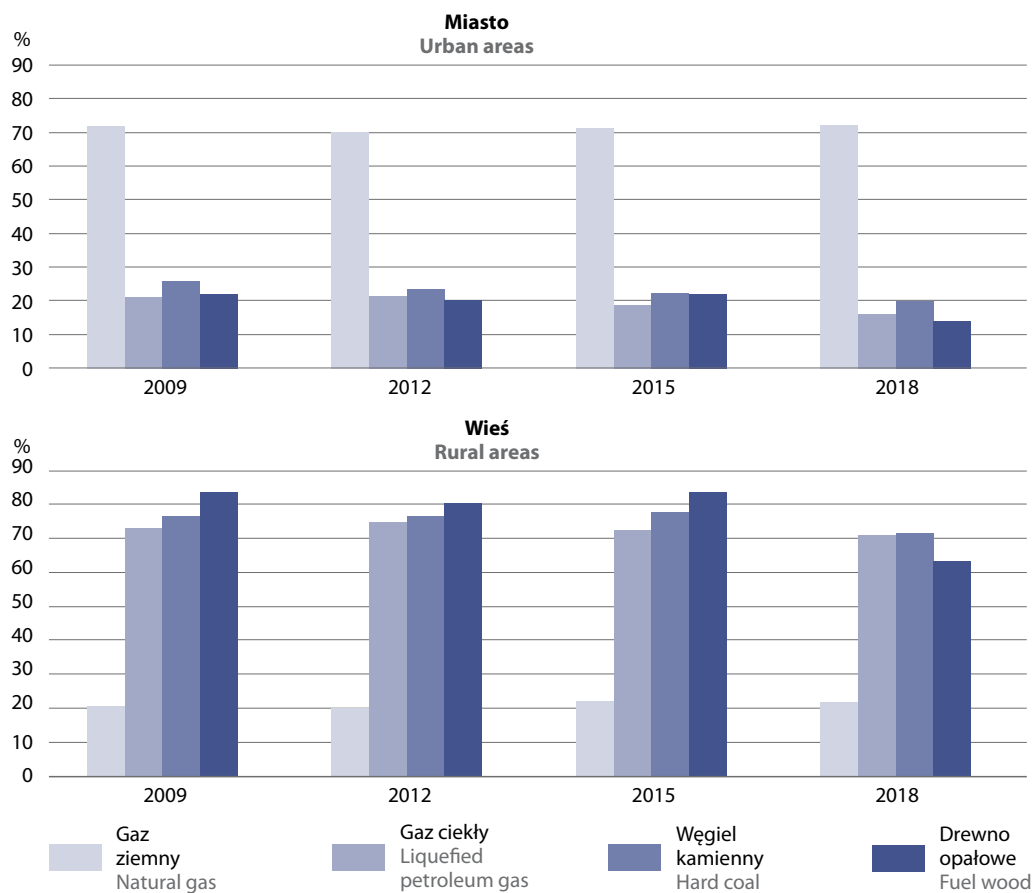 Miasto
Urban areas
%
90
80
70
60
50
40
30
20
10
0
2009 2012 2015 2018
Wieś
Rural areas
%
90
80
70
60
50
40
30
20
10
0
2009 2012 2015 2018
Gaz
ziemny
Natural gas
Gaz ciekły
Liquefied
petroleum gas
Węgiel
kamienny
Hard coal
Drewno
opałowe
Fuel wood